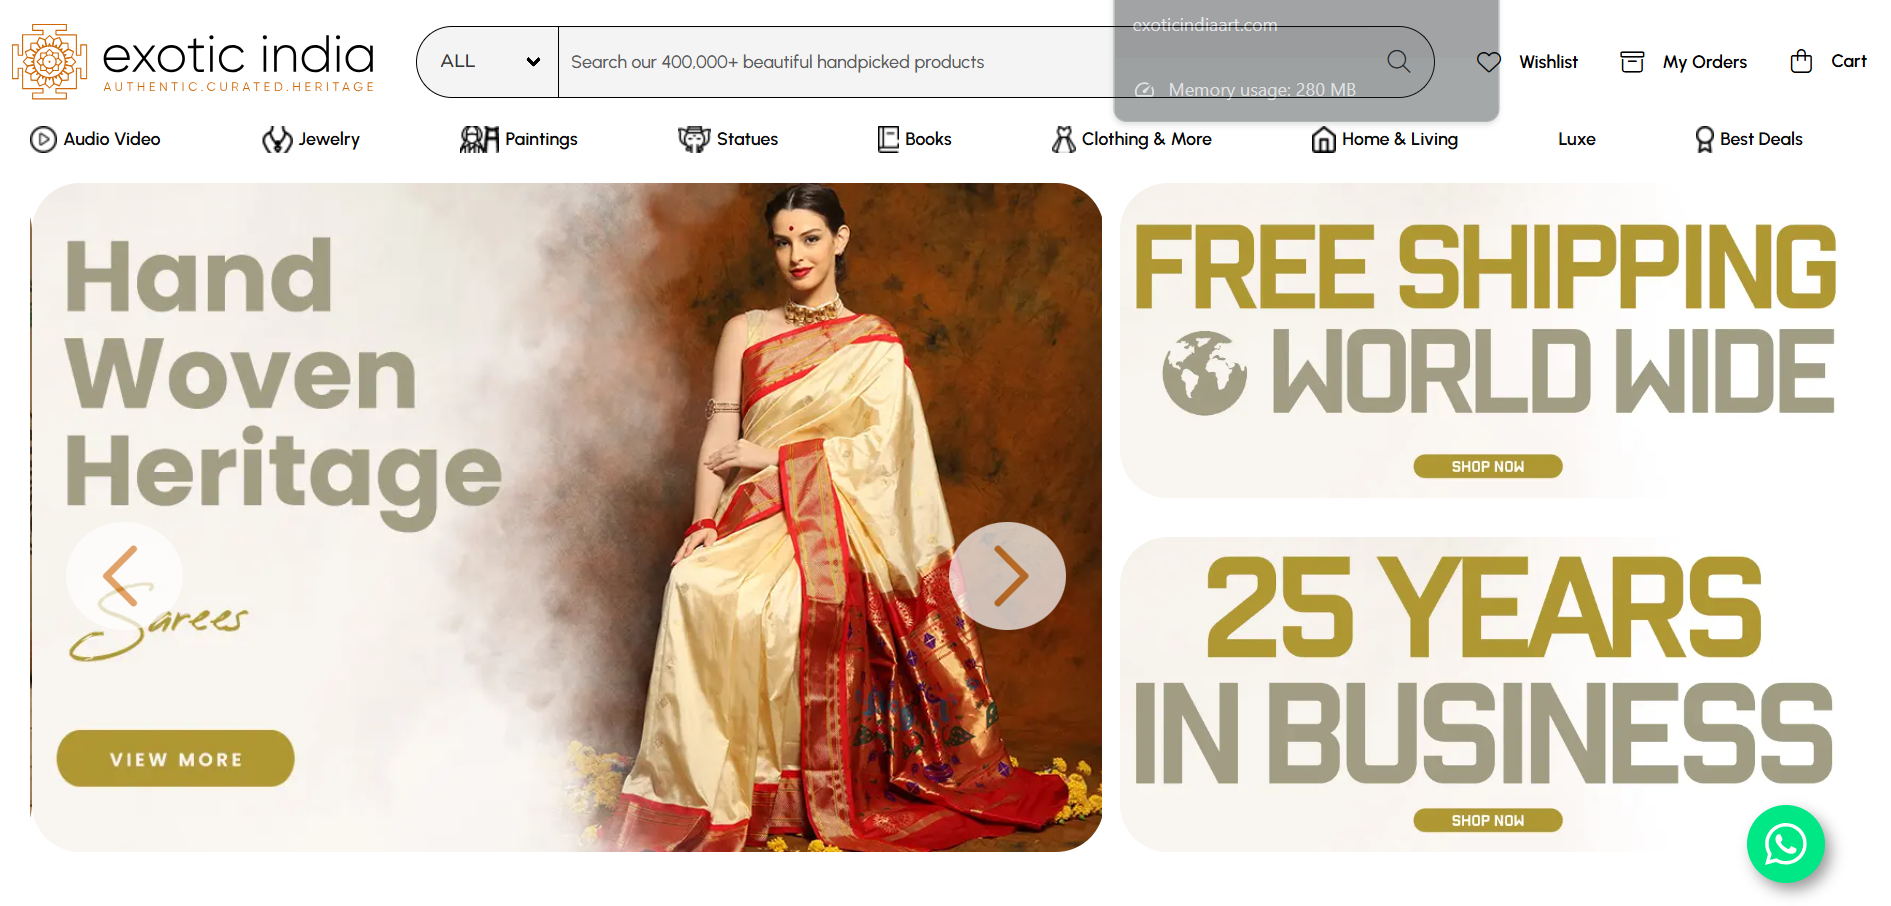 exotic india
AUTHENTIC.CURATED.HERITAGE
ALL
Search our 400,000+ beautiful handpicked products
exoticindiaart.com
Memory usage: 280 MB
Wishlist
My Orders
Cart
Audio Video
Jewelry
Paintings
Statues
Books
Clothing & More
Home & Living
Luxe
Best Deals
Hand
Woven
Heritage
Sarees
VIEW MORE
FREE SHIPPING
WORLD WIDE
SHOP NOW
25 YEARS
IN BUSINESS
SHOP NOW